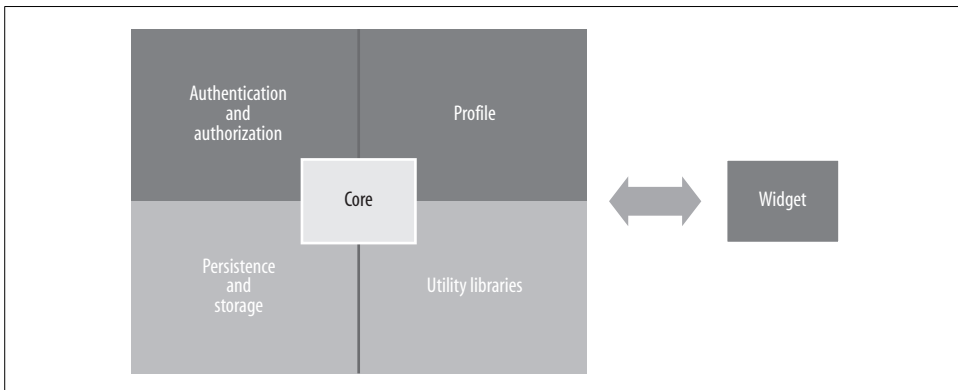 Authentication
and
authorization
Profile
Core
Widget
Persistence
and
storage
Utility libraries